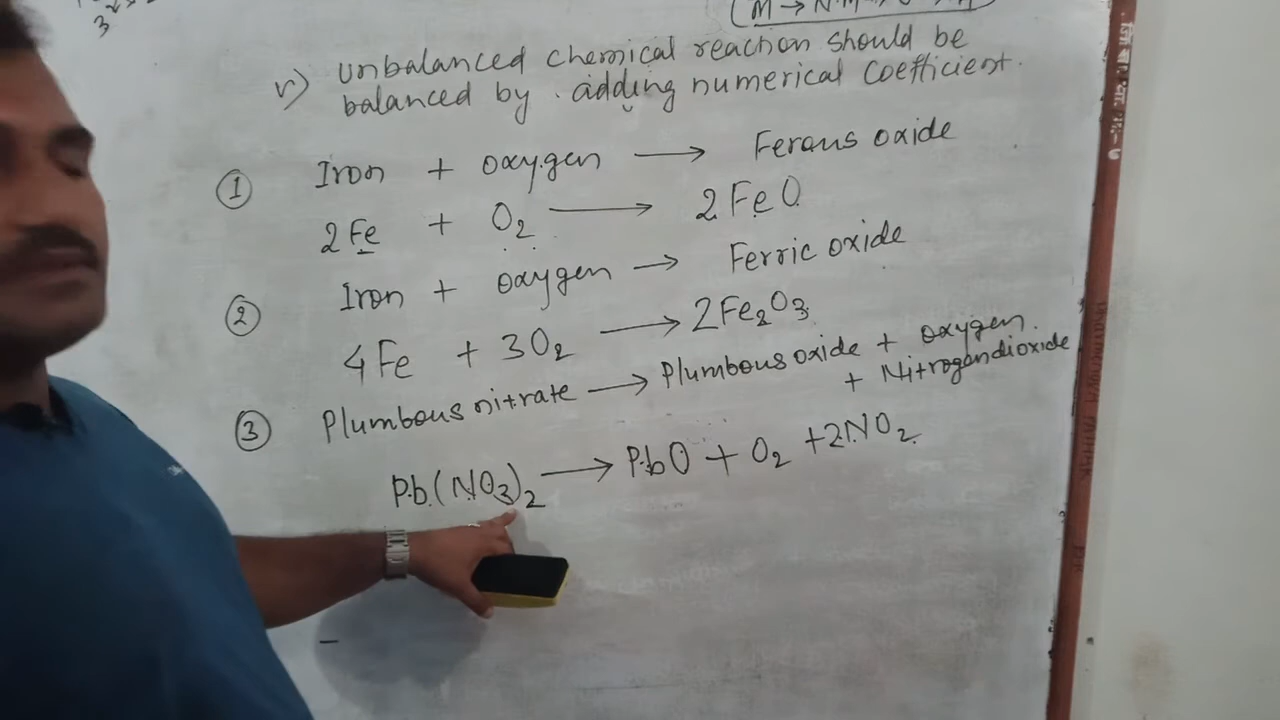 v) Unbalanced chemical reaction should be
balanced by adding numerical coefficient.
① Iron + oxygen → Ferous oxide
2Fe + O₂ → 2FeO
② Iron + oxygen → Ferric oxide
4Fe + 3O₂ → 2Fe₂O₃
③ Plumbous nitrate → Plumbous oxide + oxygen
+ Nitrogendioxide
Pb(NO₃)₂ → PbO + O₂ + 2NO₂